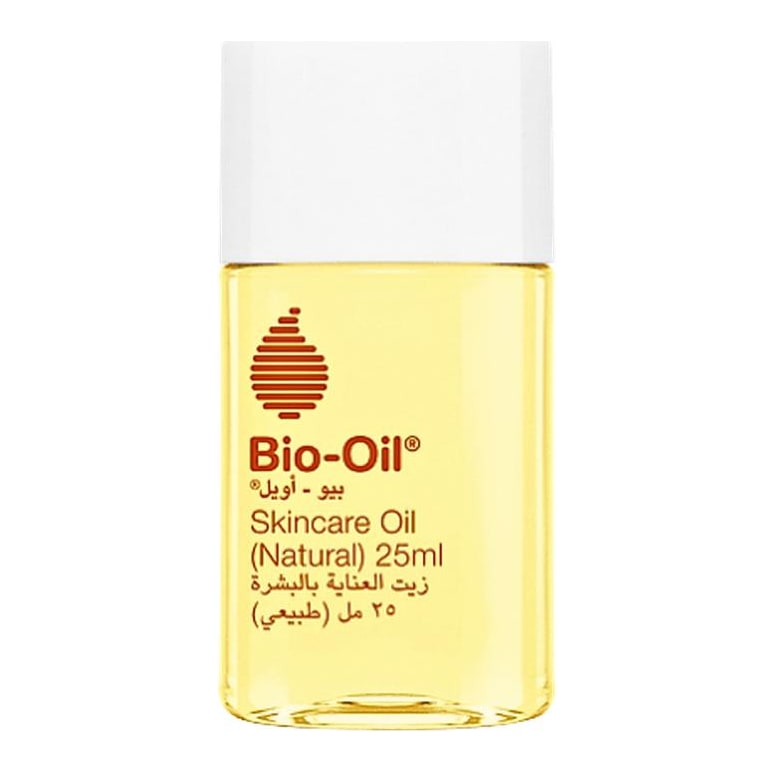 Bio-Oil®
بيو - أويل®
Skincare Oil
(Natural) 25ml
زيت العناية بالبشرة
٢٥ مل (طبيعي)